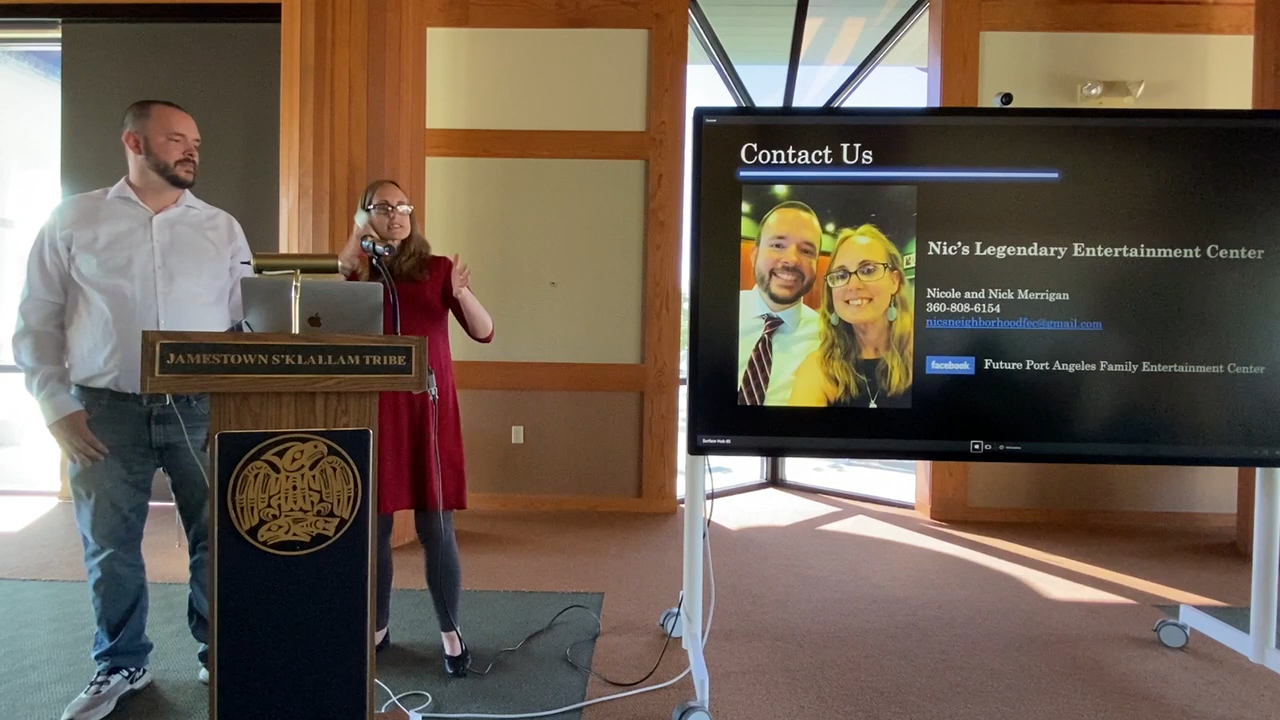 JAMESTOWN S'KLALLAM TRIBE
Contact Us
Nic's Legendary Entertainment Center
Nicole and Nick Merrigan
360-808-6154
nicsneighborhoodfec@gmail.com
facebook Future Port Angeles Family Entertainment Center